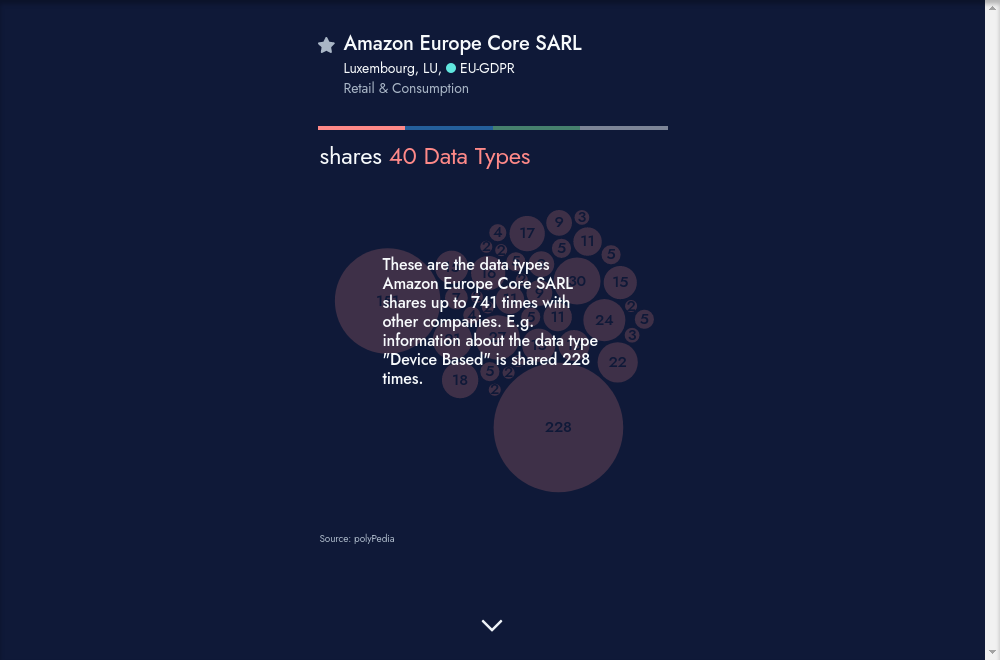 Amazon Europe Core SARL
Luxembourg, LU, EU-GDPR
Retail & Consumption
shares 40 Data Types
9
3
4
17
11
5
2
2
5
These are the data types
Amazon Europe Core SARL
shares up to 741 times with
other companies. E.g.
information about the data type
"Device Based" is shared 228
times.
30
15
2
24
5
11
3
22
18
5
2
2
228
Source: polyPedia